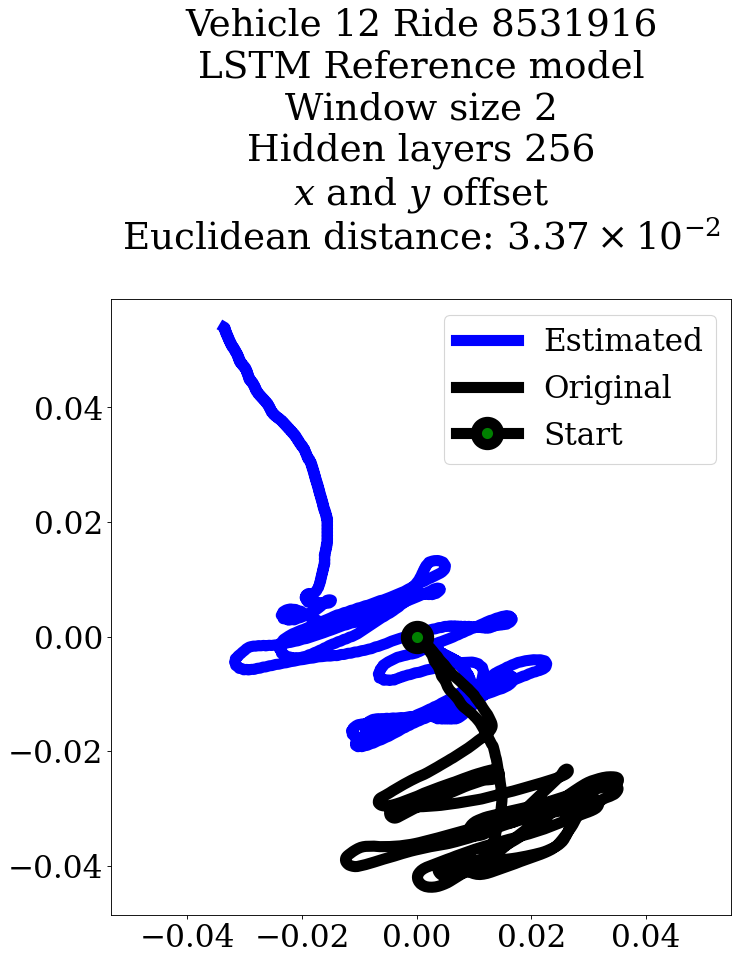 Vehicle 12 Ride 8531916
LSTM Reference model
Window size 2
Hidden layers 256
x and y offset
Euclidean distance: 3.37 × 10⁻²
Estimated
Original
Start
0.04
0.02
0.00
−0.02
−0.04
−0.04 −0.02 0.00 0.02 0.04